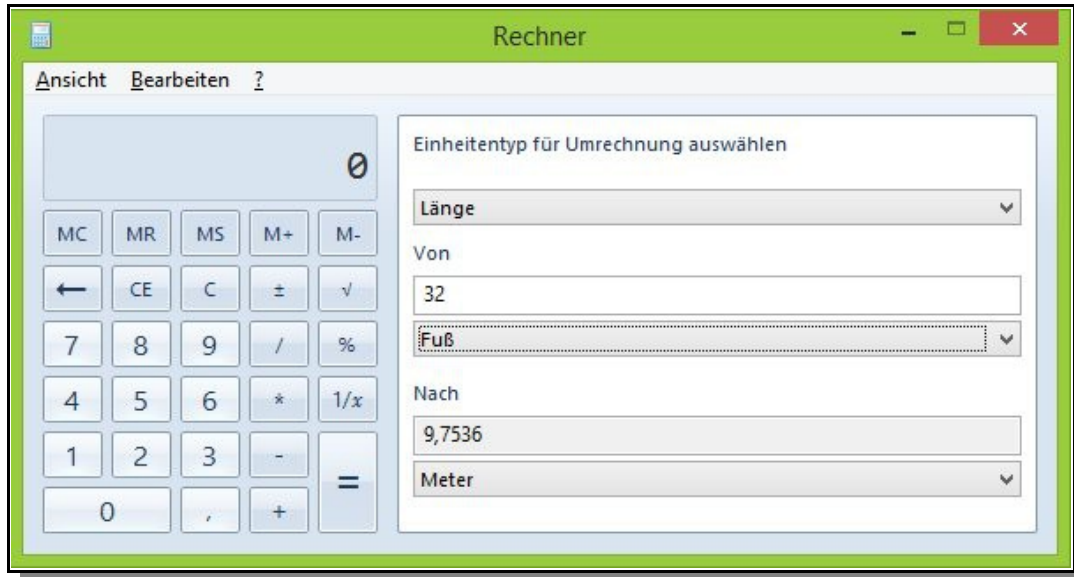 Rechner
Ansicht Bearbeiten ?
0
MC MR MS M+ M-
← CE C ± √
7 8 9 / %
4 5 6 * 1/x
1 2 3 - =
0 , +
Einheitentyp für Umrechnung auswählen
Länge
Von
32
Fuß
Nach
9,7536
Meter